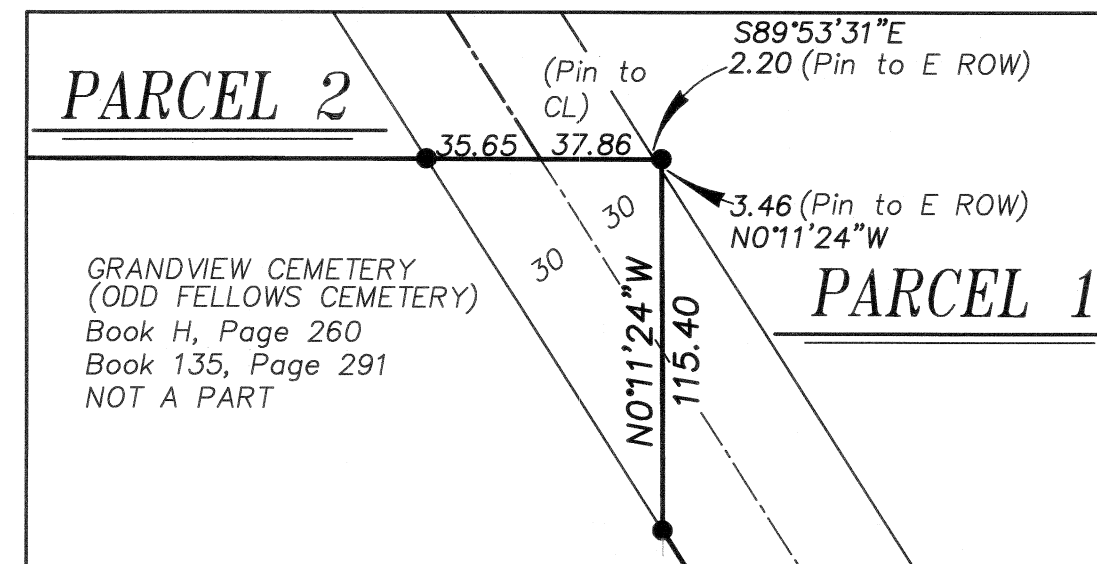 S89°53'31"E
2.20 (Pin to E ROW)
(Pin to
CL)
PARCEL 2
35.65 37.86
3.46 (Pin to E ROW)
N0°11'24"W
30
30
GRANDVIEW CEMETERY
(ODD FELLOWS CEMETERY)
Book H, Page 260
Book 135, Page 291
NOT A PART
PARCEL 1
N0°11'24"W
115.40